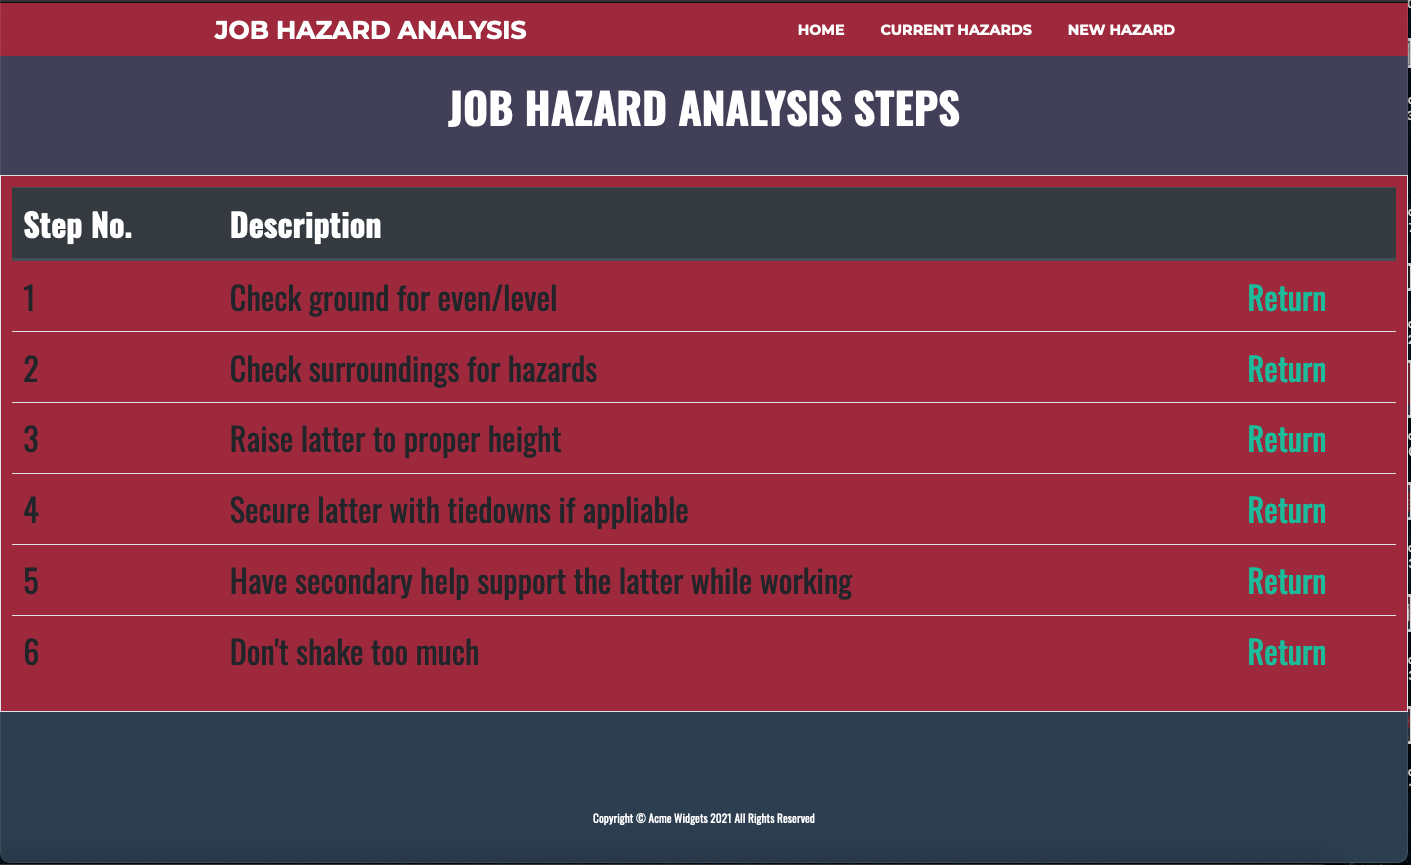 JOB HAZARD ANALYSIS HOME CURRENT HAZARDS NEW HAZARD
JOB HAZARD ANALYSIS STEPS
Step No. Description
1 Check ground for even/level Return
2 Check surroundings for hazards Return
3 Raise latter to proper height Return
4 Secure latter with tiedowns if appliable Return
5 Have secondary help support the latter while working Return
6 Don't shake too much Return
Copyright © Acme Widgets 2021 All Rights Reserved